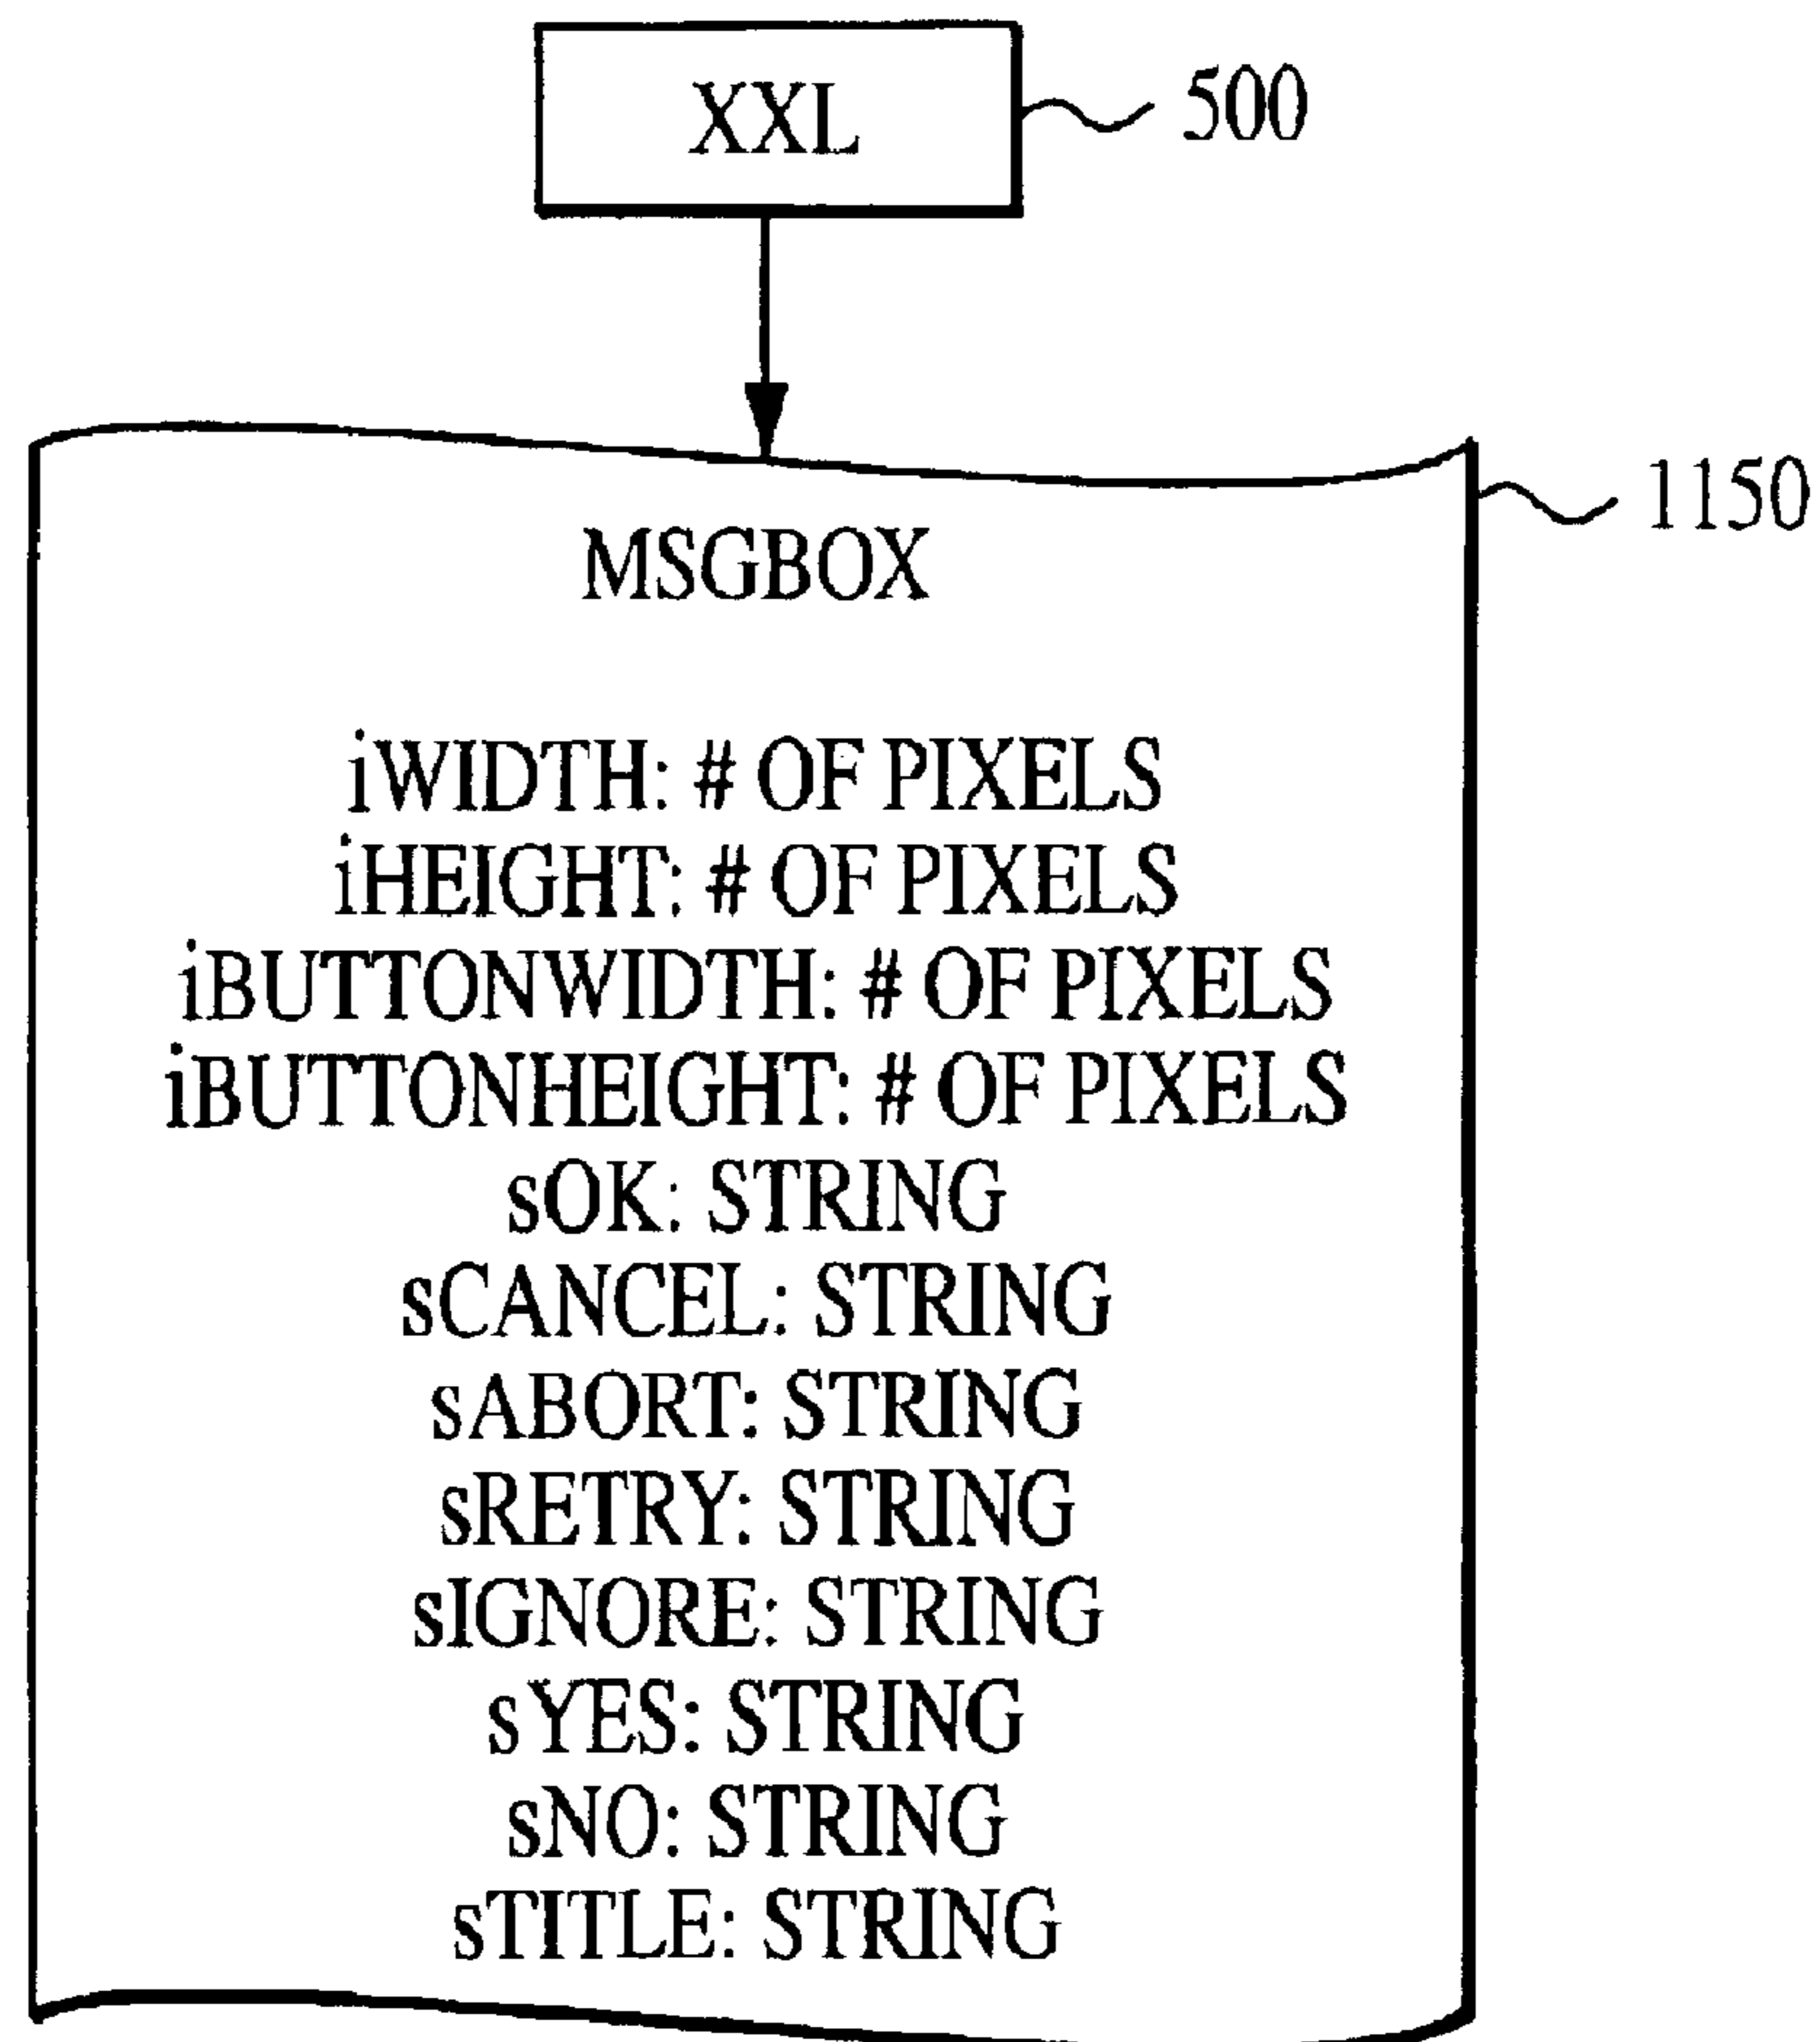 XXL
500
1150
MSGBOX
iWIDTH: # OF PIXELS
iHEIGHT: # OF PIXELS
iBUTTONWIDTH: # OF PIXELS
iBUTTONHEIGHT: # OF PIXELS
sOK: STRING
sCANCEL: STRING
sABORT: STRING
sRETRY: STRING
sIGNORE: STRING
sYES: STRING
sNO: STRING
sTITLE: STRING